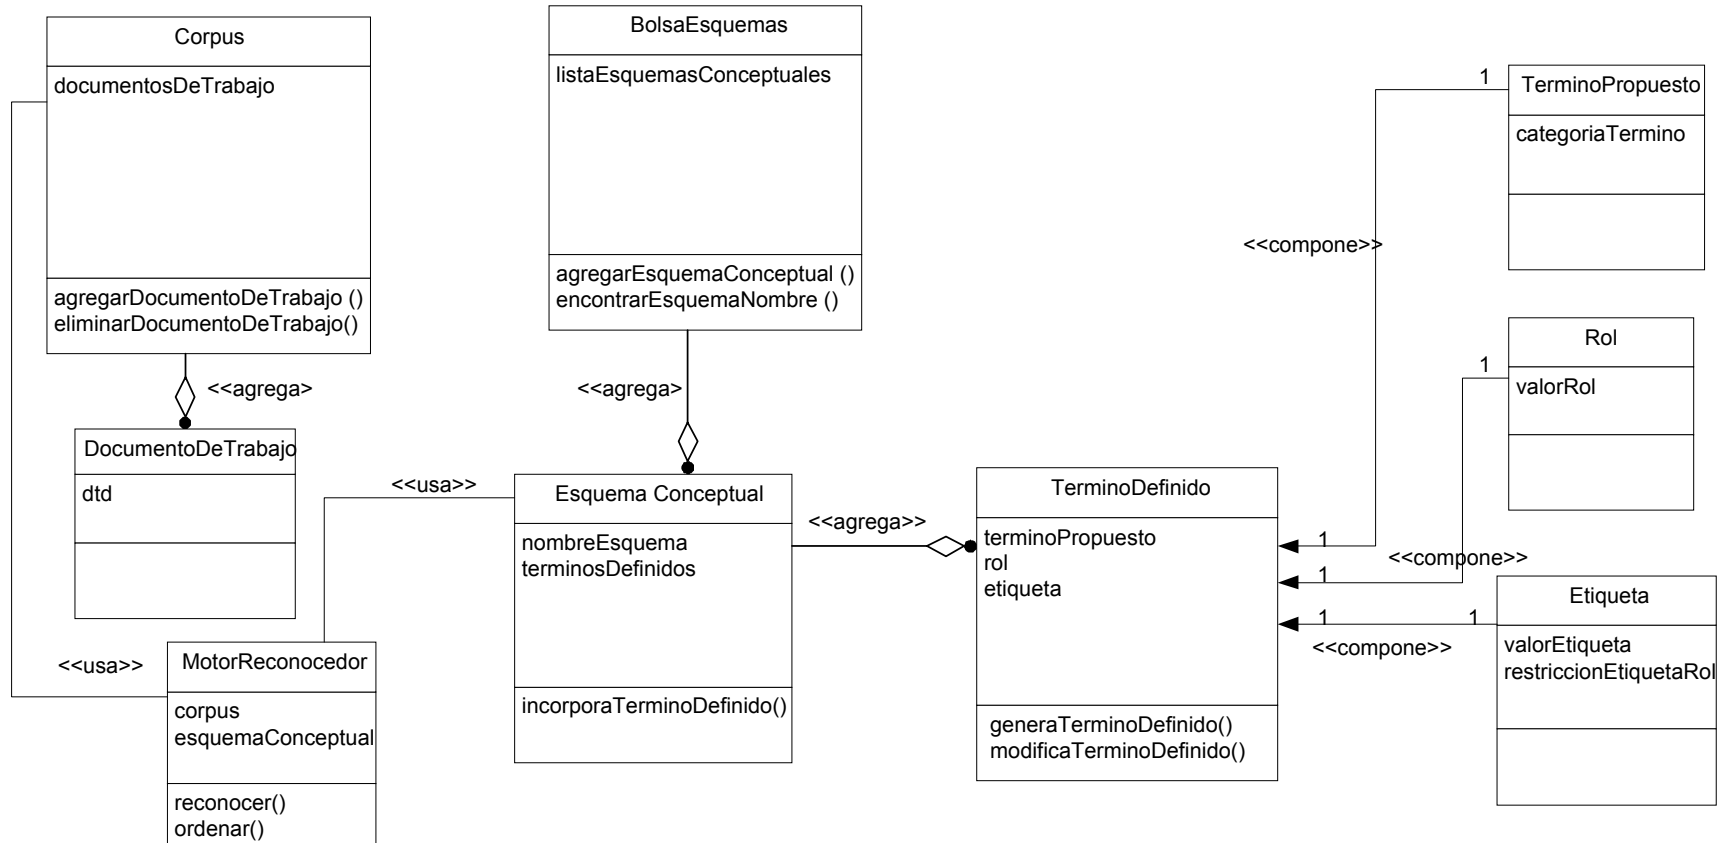 Corpus
documentosDeTrabajo
agregarDocumentoDeTrabajo ()
eliminarDocumentoDeTrabajo()
<<agrega>
DocumentoDeTrabajo
dtd
<<usa>>
MotorReconocedor
corpus
esquemaConceptual
reconocer()
ordenar()
BolsaEsquemas
listaEsquemasConceptuales
agregarEsquemaConceptual ()
encontrarEsquemaNombre ()
<<agrega>
<<usa>>
Esquema Conceptual
nombreEsquema
terminosDefinidos
incorporaTerminoDefinido()
<<agrega>>
TerminoDefinido
terminoPropuesto
rol
etiqueta
generaTerminoDefinido()
modificaTerminoDefinido()
1
TerminoPropuesto
categoriaTermino
<<compone>>
1
1
Rol
valorRol
<<compone>>
1
1
1
<<compone>>
Etiqueta
valorEtiqueta
restriccionEtiquetaRol